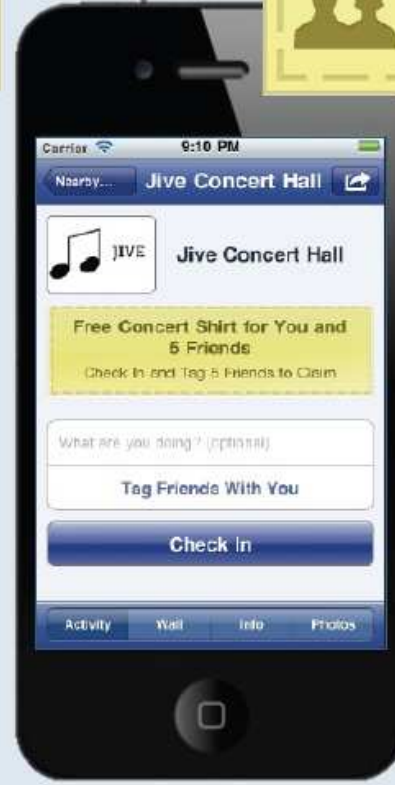 Carrier
9:10 PM
Nearby...
Jive Concert Hall
JIVE
Jive Concert Hall
Free Concert Shirt for You and
5 Friends
Check In and Tag 5 Friends to Claim
What are you doing? (optional)
Tag Friends With You
Check In
Activity
Wall
Info
Photos